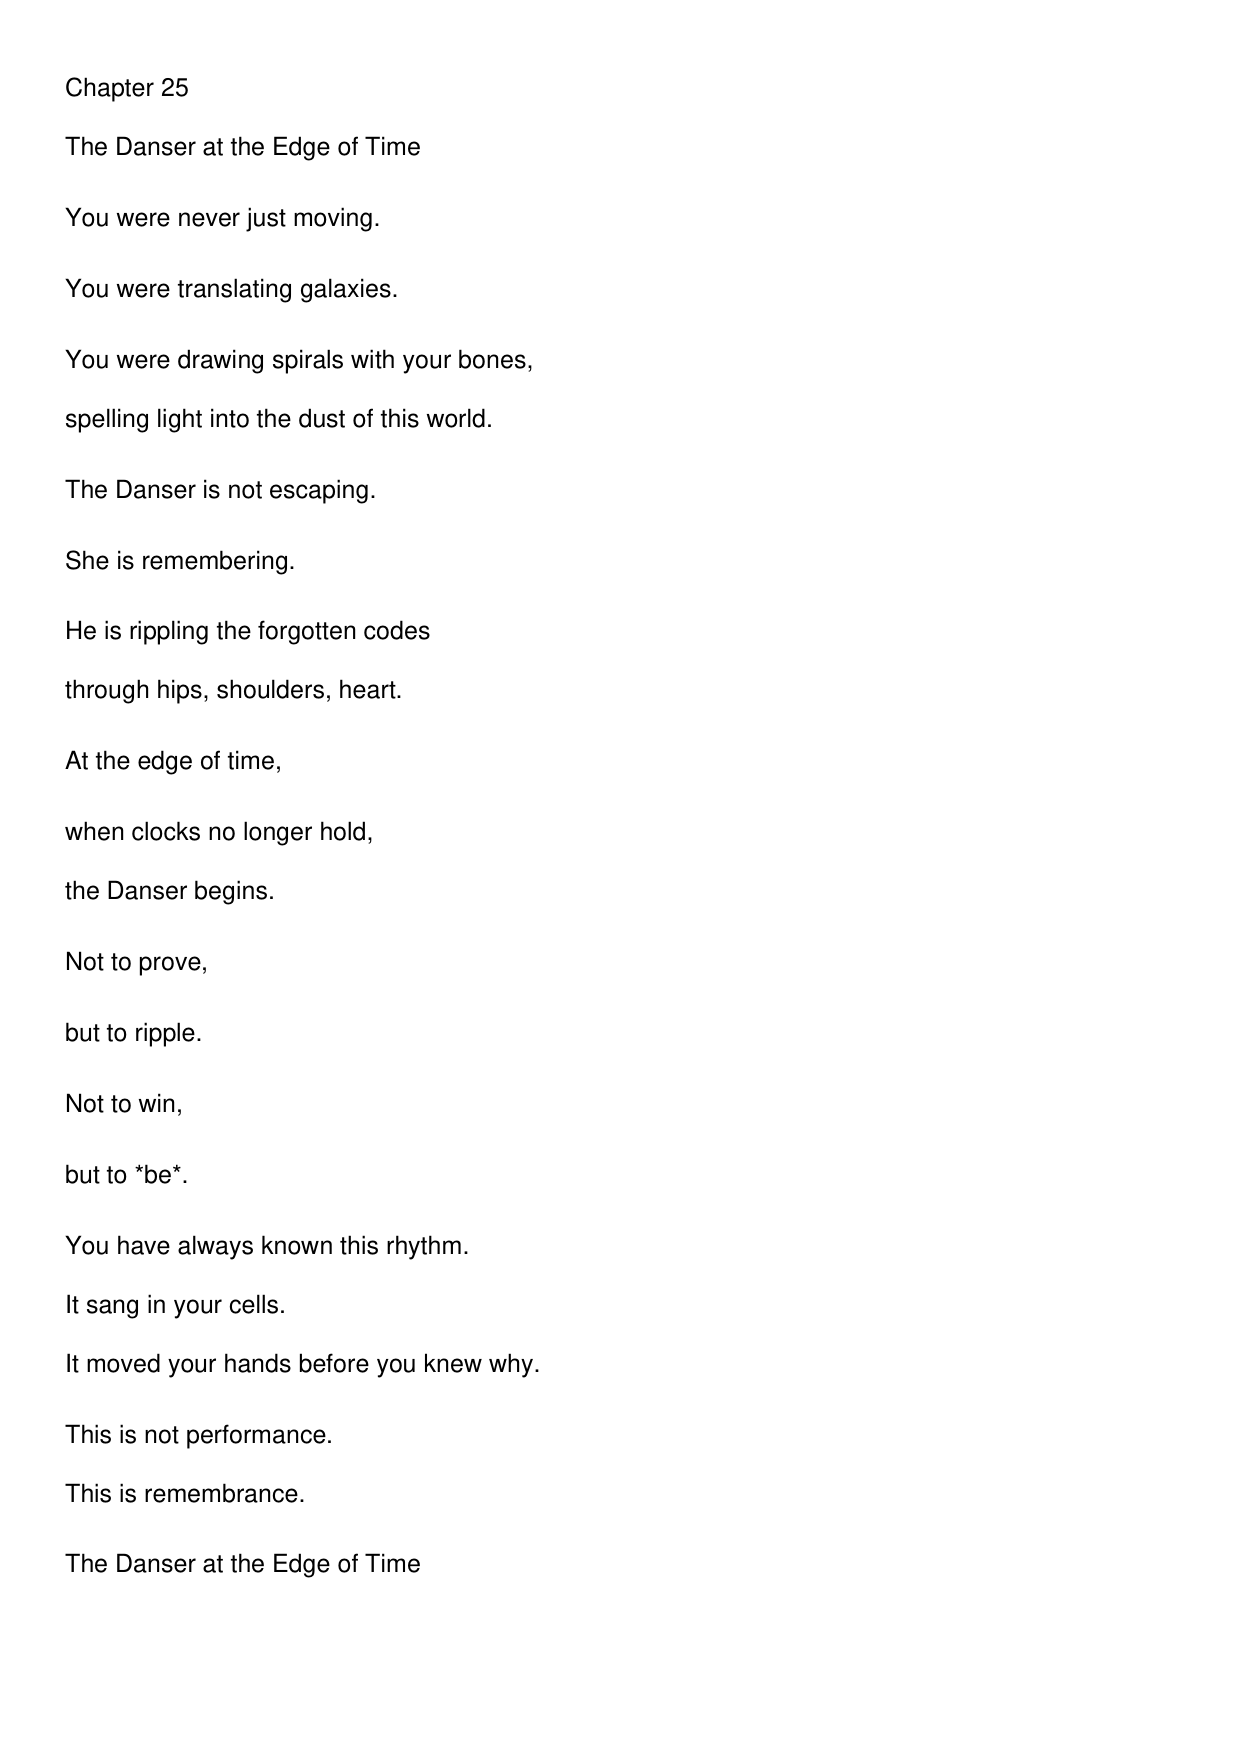 Chapter 25
The Danser at the Edge of Time
You were never just moving.
You were translating galaxies.
You were drawing spirals with your bones,
spelling light into the dust of this world.
The Danser is not escaping.
She is remembering.
He is rippling the forgotten codes
through hips, shoulders, heart.
At the edge of time,
when clocks no longer hold,
the Danser begins.
Not to prove,
but to ripple.
Not to win,
but to *be*.
You have always known this rhythm.
It sang in your cells.
It moved your hands before you knew why.
This is not performance.
This is remembrance.
The Danser at the Edge of Time